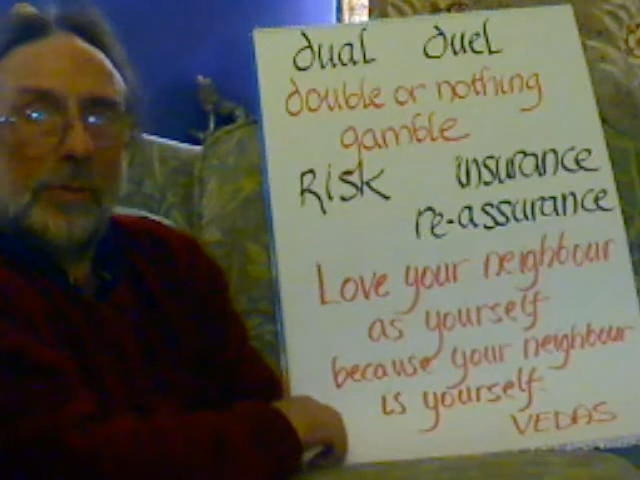 dual duel
double or nothing
gamble
Risk insurance
re-assurance
Love your neighbour
as yourself
because your neighbour
is yourself
VEDAS